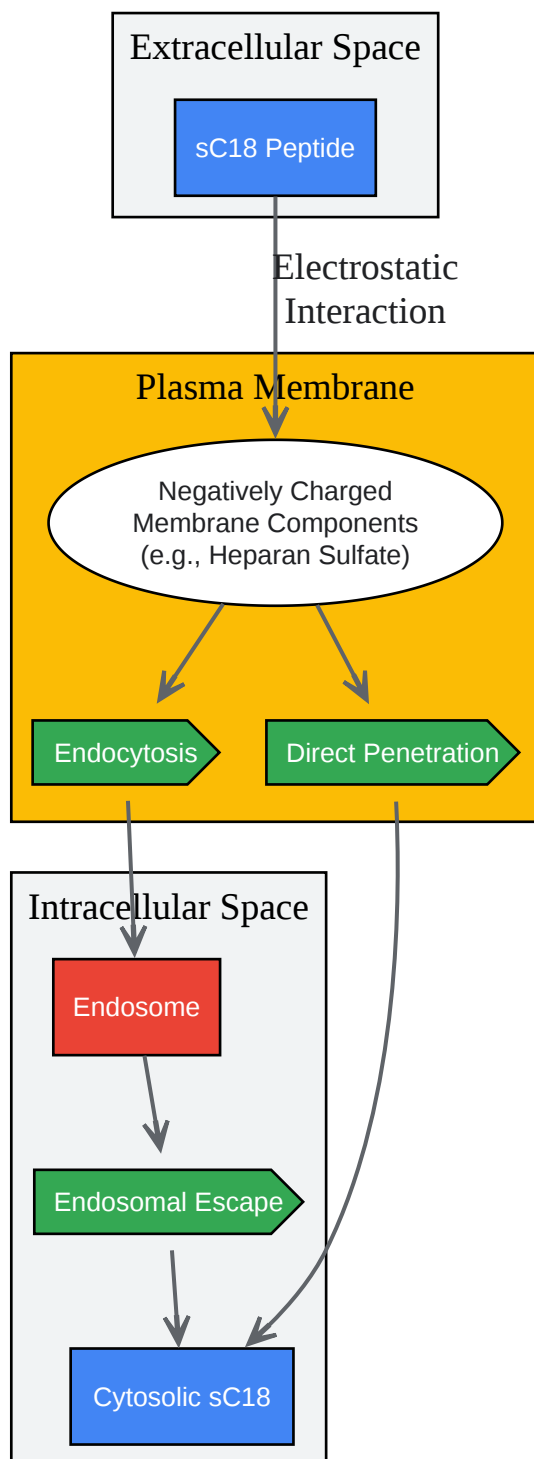 Extracellular Space
sC18 Peptide
Electrostatic
Interaction
Plasma Membrane
Negatively Charged
Membrane Components
(e.g., Heparan Sulfate)
Endocytosis
Direct Penetration
Intracellular Space
Endosome
Endosomal Escape
Cytosolic sC18